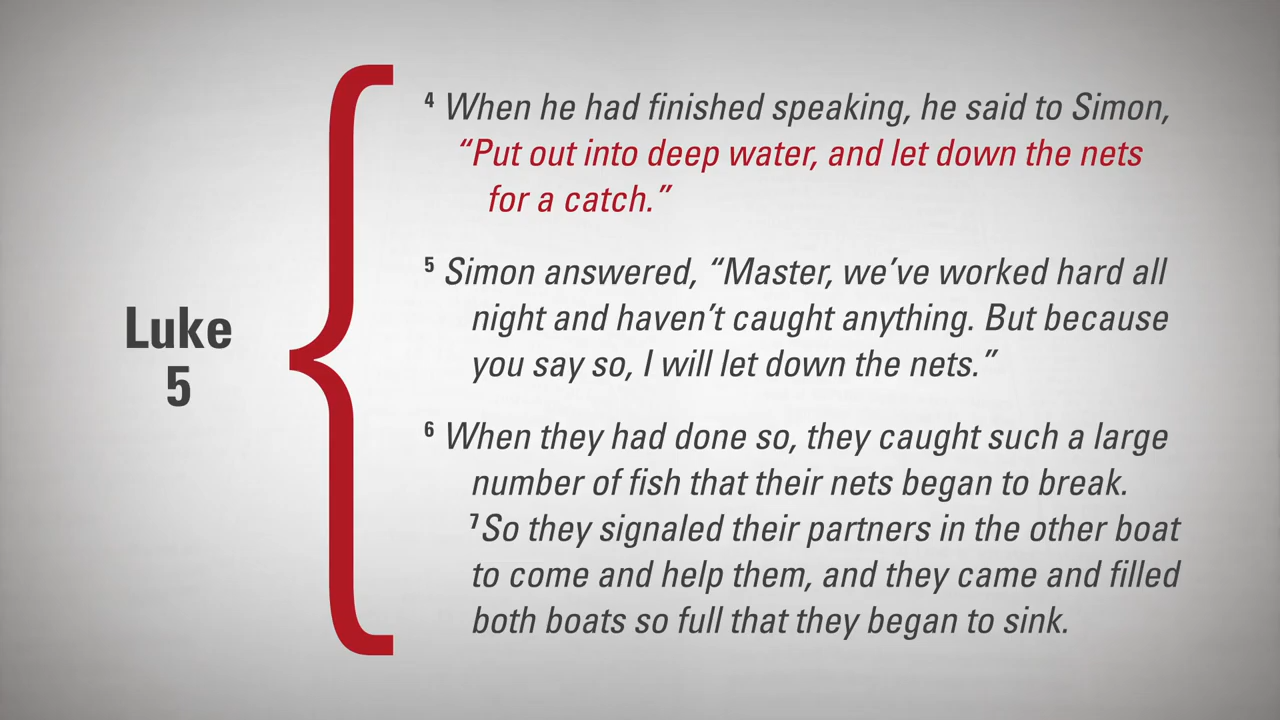 Luke
5
4 When he had finished speaking, he said to Simon,
“Put out into deep water, and let down the nets
for a catch.”
5 Simon answered, “Master, we’ve worked hard all
night and haven’t caught anything. But because
you say so, I will let down the nets.”
6 When they had done so, they caught such a large
number of fish that their nets began to break.
7 So they signaled their partners in the other boat
to come and help them, and they came and filled
both boats so full that they began to sink.